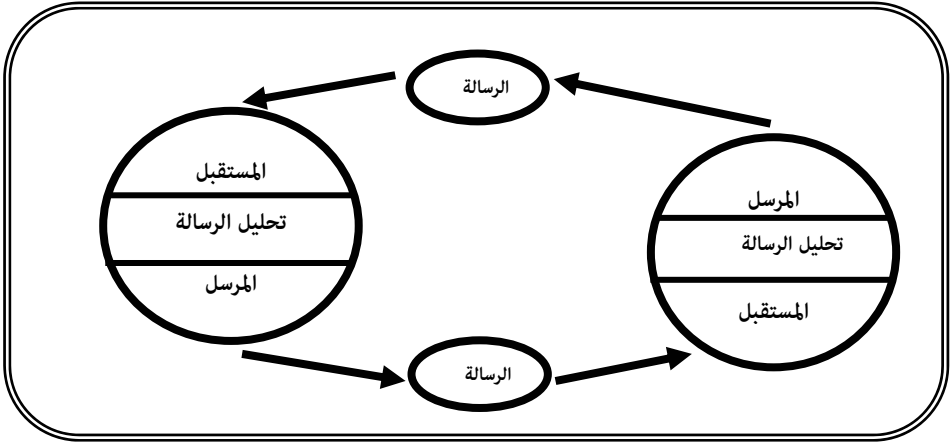 الرسالة
المرسل
تحليل الرسالة
المستقبل
المستقبل
تحليل الرسالة
المرسل
الرسالة